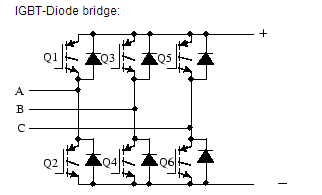 IGBT-Diode bridge:
+
Q1 Q3 Q5
A
B
C
Q2 Q4 Q6
−